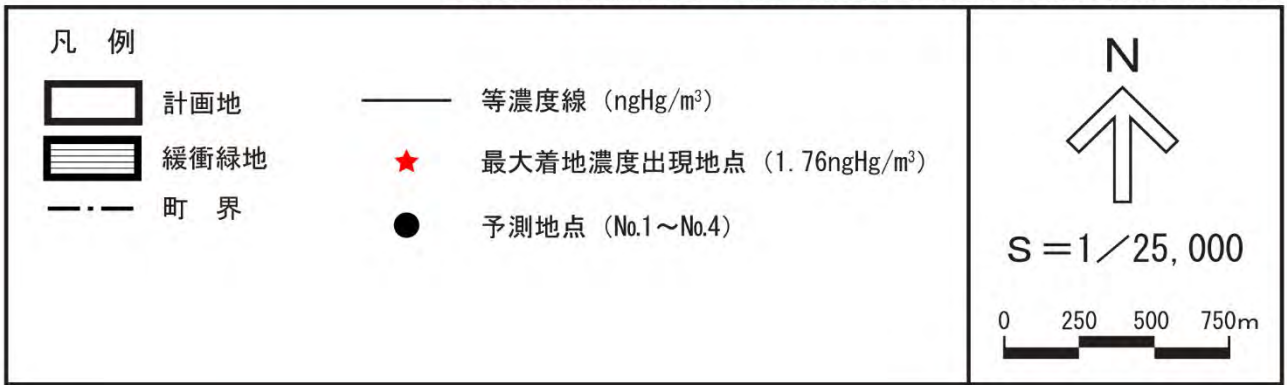 凡 例
計画地
緩衝緑地
町 界
等濃度線（ngHg/m³）
最大着地濃度出現地点（1.76ngHg/m³）
予測地点（No.1～No.4）
N
S＝1／25,000
0 250 500 750m